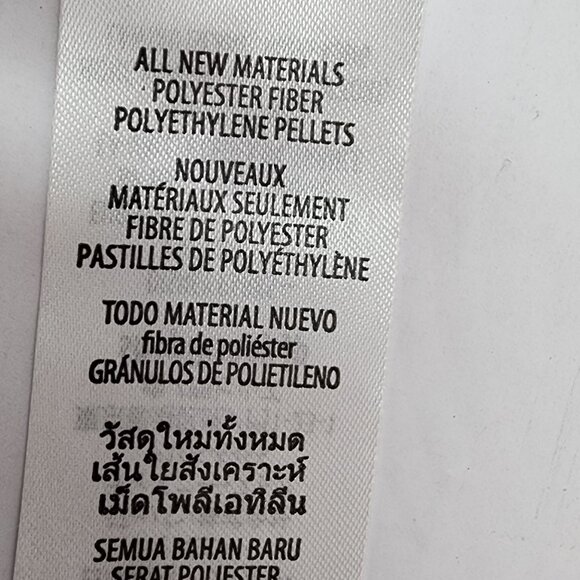 ALL NEW MATERIALS
POLYESTER FIBER
POLYETHYLENE PELLETS
NOUVEAUX
MATÉRIAUX SEULEMENT
FIBRE DE POLYESTER
PASTILLES DE POLYÉTHYLÈNE
TODO MATERIAL NUEVO
fibra de poliéster
GRÁNULOS DE POLIETILENO
วัสดุใหม่ทั้งหมด
เส้นใยสังเคราะห์
เม็ดโพลีเอทิลีน
SEMUA BAHAN BARU
SERAT POLIESTER